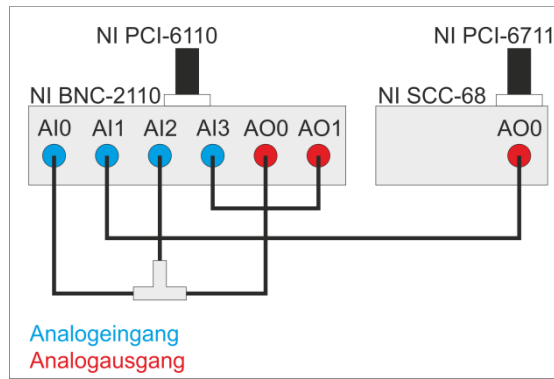 NI PCI-6110 NI PCI-6711
NI BNC-2110 NI SCC-68
AI0 AI1 AI2 AI3 AO0 AO1 AO0
Analogeingang
Analogausgang